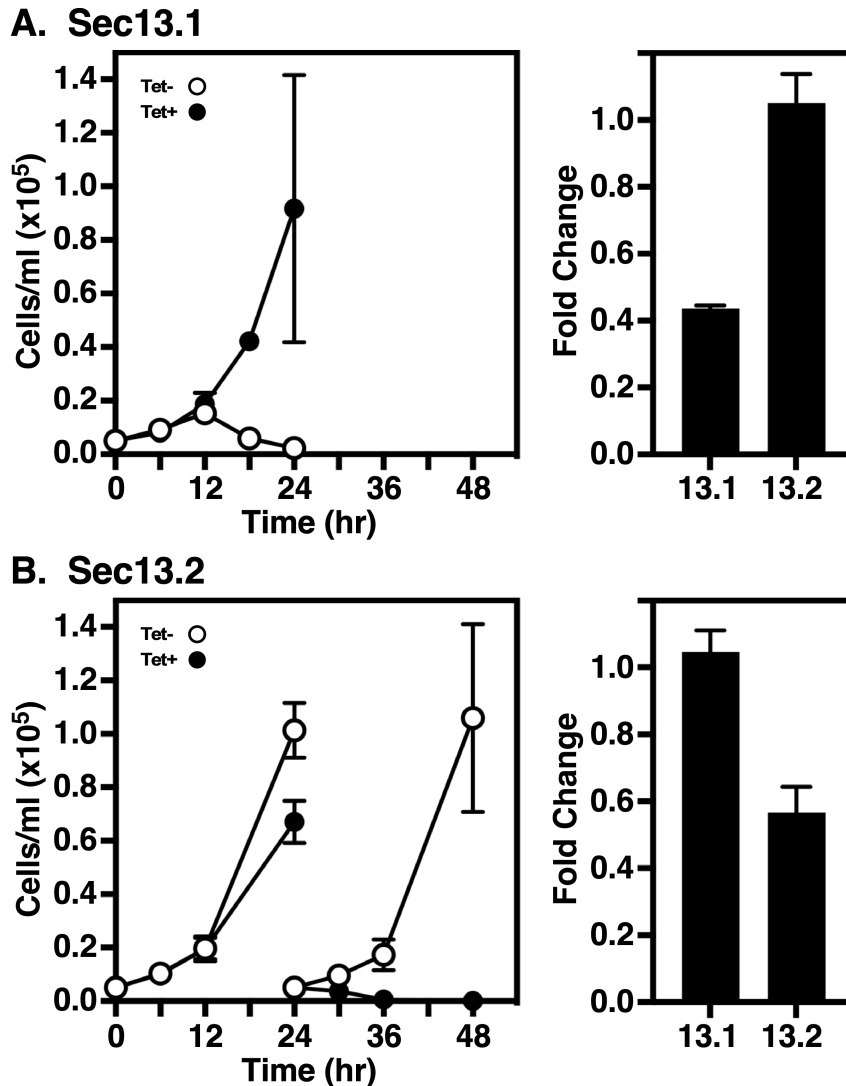 A. Sec13.1
Tet-
Tet+
Cells/ml (x10⁵)
1.4
1.2
1.0
0.8
0.6
0.4
0.2
0.0
0 12 24 36 48
Time (hr)
Fold Change
1.0
0.8
0.6
0.4
0.2
0.0
13.1 13.2
B. Sec13.2
Tet-
Tet+
Cells/ml (x10⁵)
1.4
1.2
1.0
0.8
0.6
0.4
0.2
0.0
0 12 24 36 48
Time (hr)
Fold Change
1.0
0.8
0.6
0.4
0.2
0.0
13.1 13.2